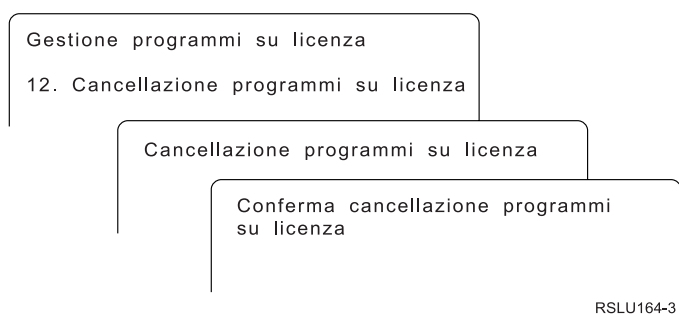 Gestione programmi su licenza
12. Cancellazione programmi su licenza
Cancellazione programmi su licenza
Conferma cancellazione programmi
su licenza
RSLU164-3